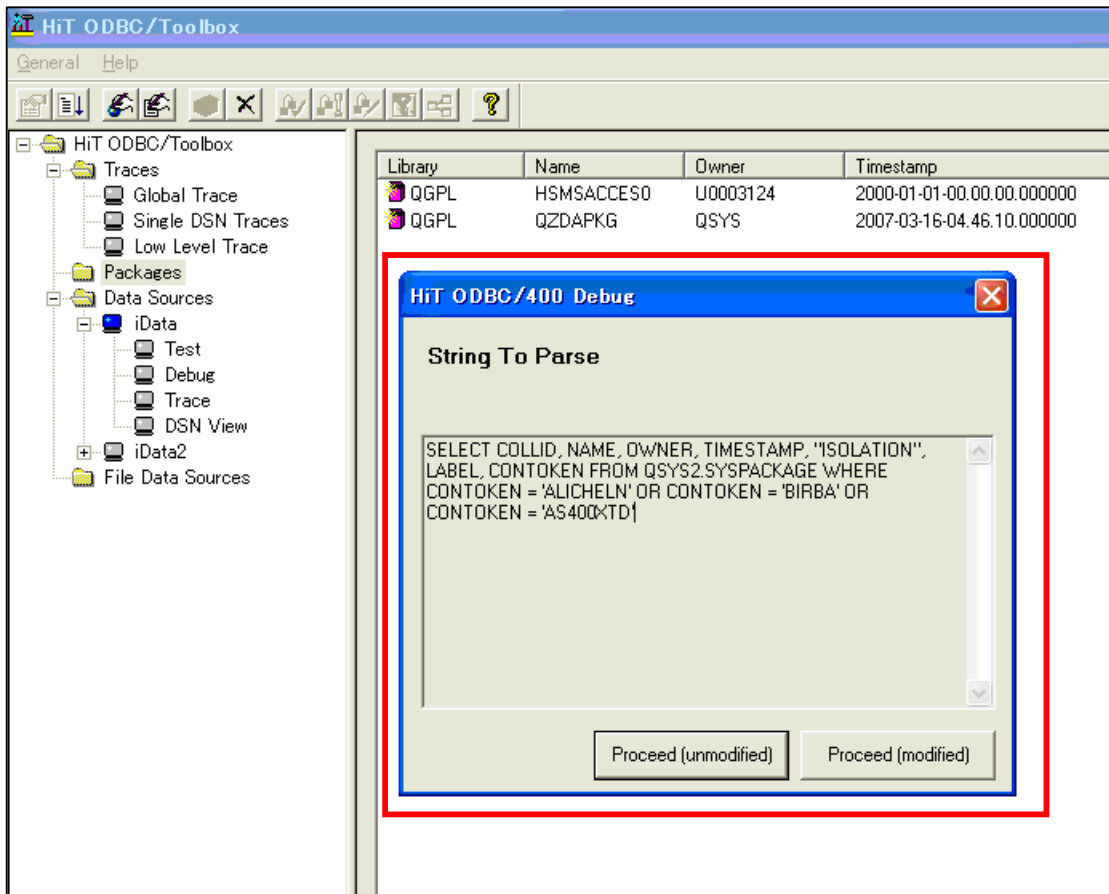 HiT ODBC/Toolbox
General Help
HiT ODBC/Toolbox
Traces
Global Trace
Single DSN Traces
Low Level Trace
Packages
Data Sources
iData
Test
Debug
Trace
DSN View
iData2
File Data Sources
Library Name Owner Timestamp
QGPL HSMSACCES0 U0003124 2000-01-01-00.00.00.000000
QGPL QZDAPKG QSYS 2007-03-16-04.46.10.000000
HiT ODBC/400 Debug
String To Parse
SELECT COLLID, NAME, OWNER, TIMESTAMP, "ISOLATION",
LABEL, CONTOKEN FROM QSYS2.SYSPACKAGE WHERE
CONTOKEN = 'ALICHELN' OR CONTOKEN = 'BIRBA' OR
CONTOKEN = 'AS400XTD'
Proceed (unmodified) Proceed (modified)